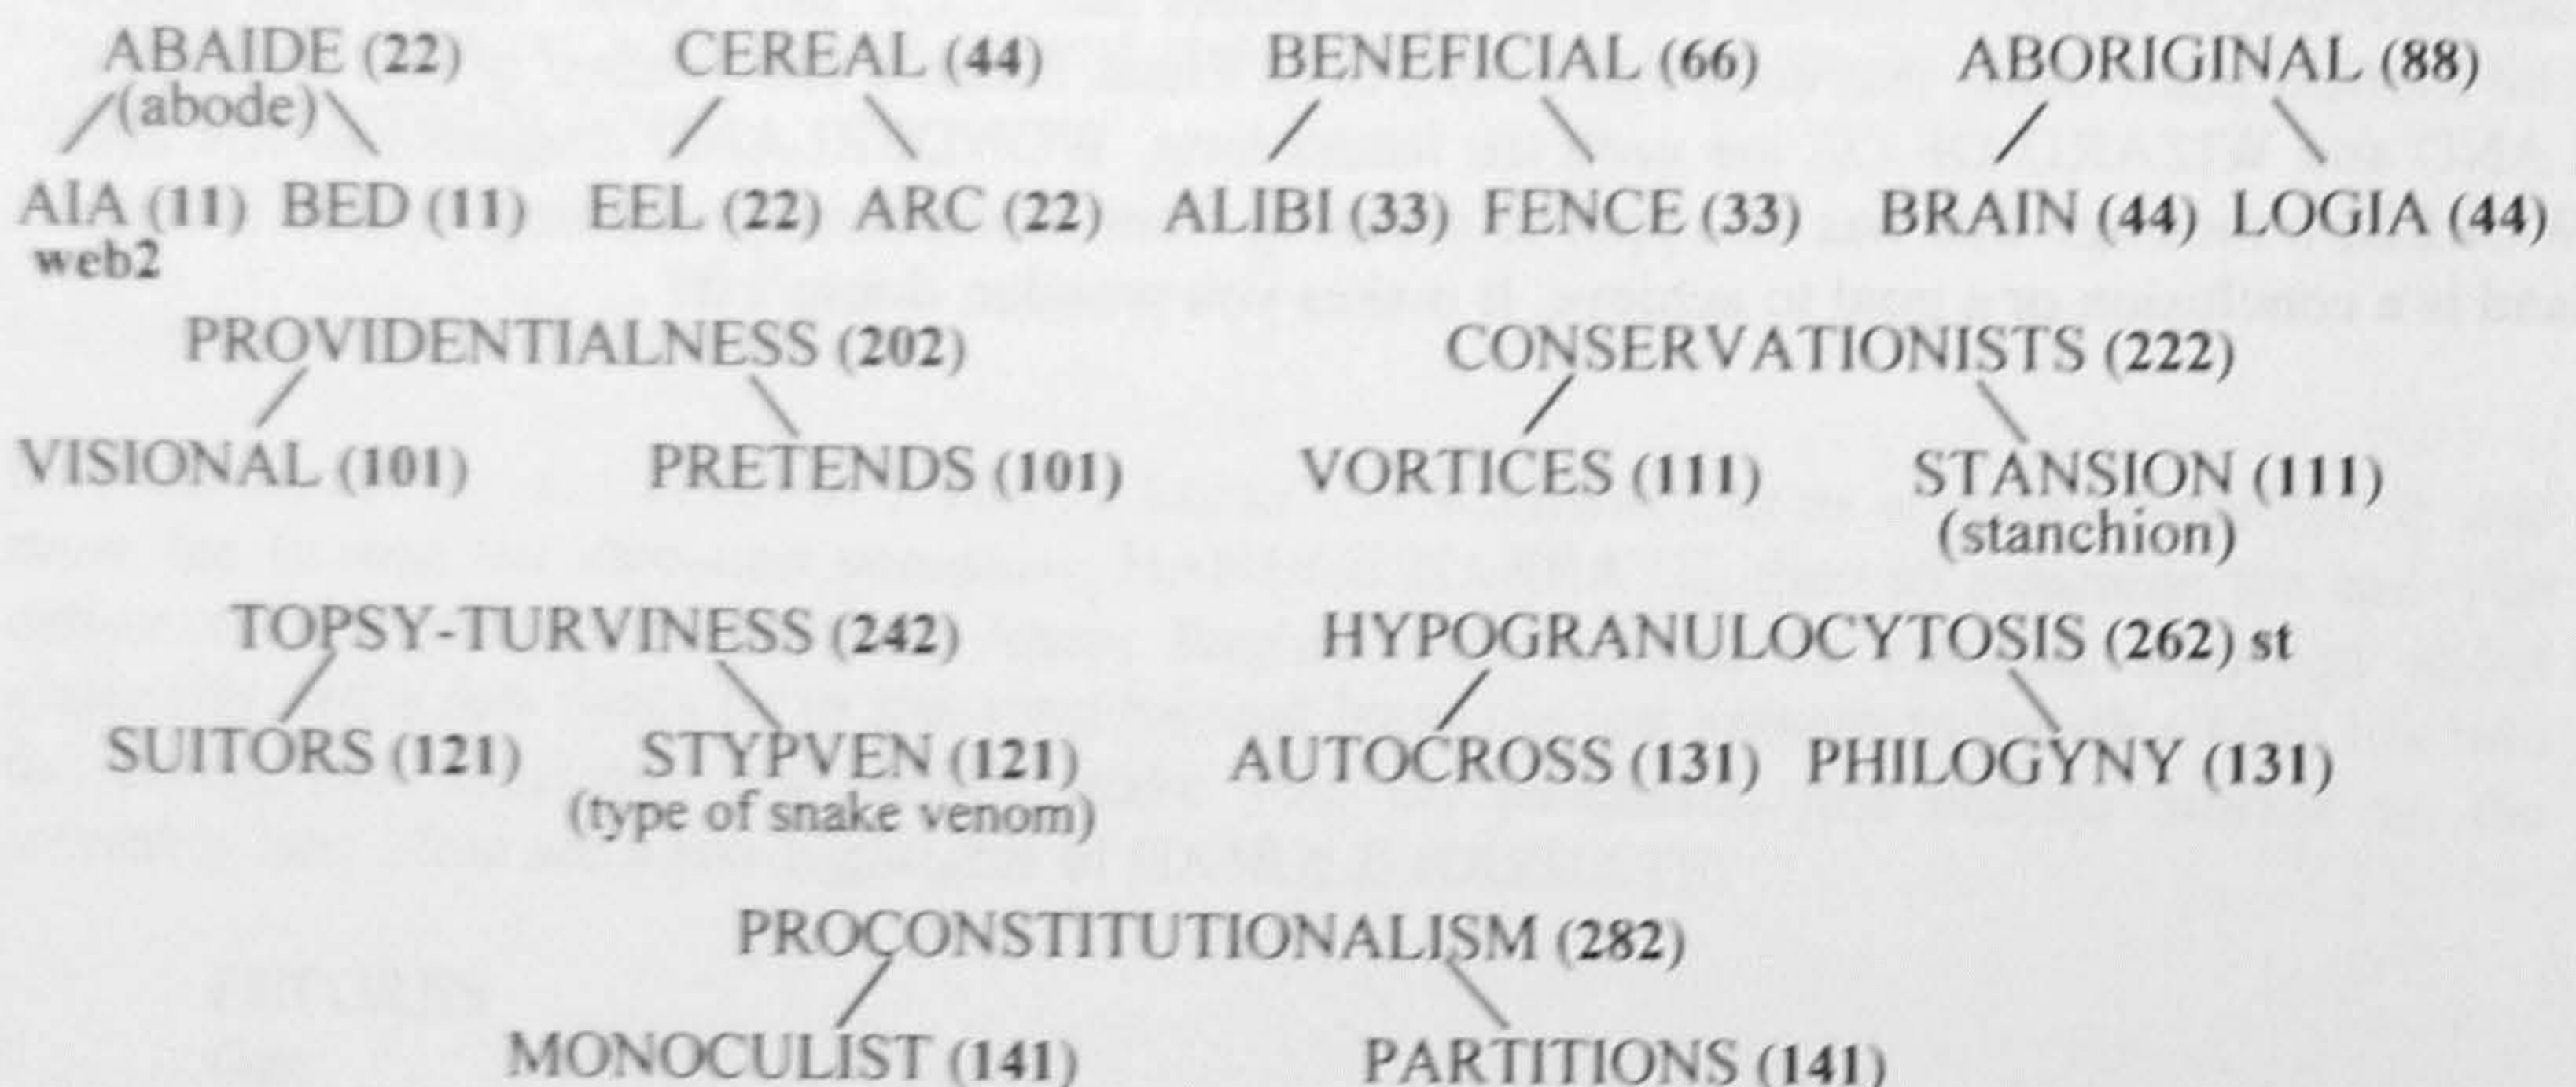 ABAIDE (22) CEREAL (44) BENEFICIAL (66) ABORIGINAL (88)
(abode)
AIA (11) BED (11) EEL (22) ARC (22) ALIBI (33) FENCE (33) BRAIN (44) LOGIA (44)
web2
PROVIDENTIALNESS (202) CONSERVATIONISTS (222)
VISIONAL (101) PRETENDS (101) VORTICES (111) STANSION (111)
(stanchion)
TOPSY-TURVINESS (242) HYPOGRANULOCYTOSIS (262) st
SUITORS (121) STYPVEN (121) AUTOCROSS (131) PHILOGYNY (131)
(type of snake venom)
PROCONSTITUTIONALISM (282)
MONOCULIST (141) PARTITIONS (141)